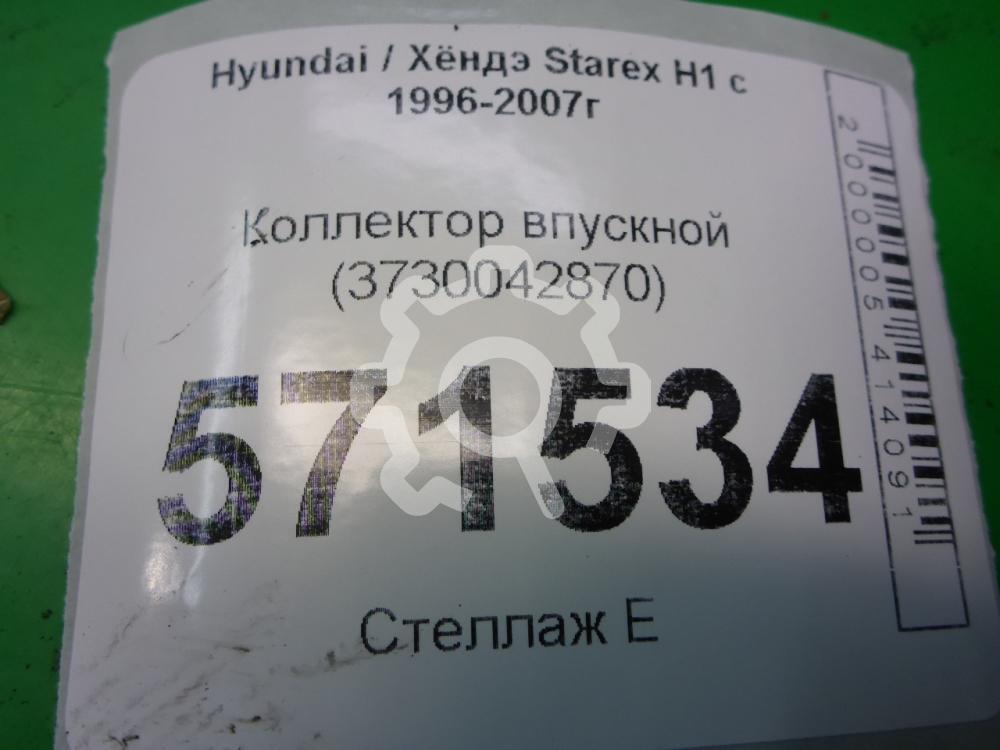 Hyundai / Хёндэ Starex H1 с
1996-2007г
Коллектор впускной
(3730042870)
571534
Стеллаж Е
2000005414091